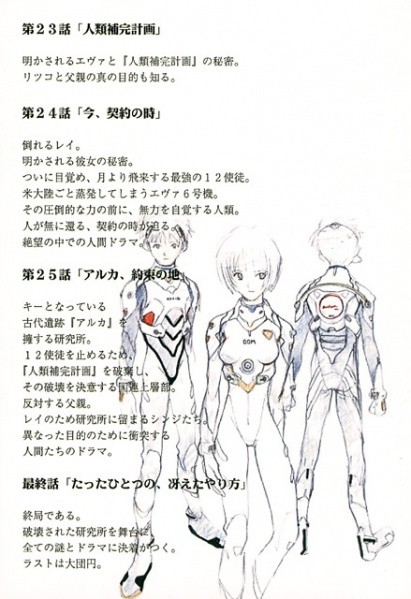 第２３話「人類補完計画」
明かされるエヴァと『人類補完計画』の秘密。
リツコと父親の真の目的も知る。
第２４話「今、契約の時」
倒れるレイ。
明かされる彼女の秘密。
ついに目覚め、月より飛来する最強の１２使徒。
米大陸ごと蒸発してしまうエヴァ６号機。
その圧倒的な力の前に、無力を自覚する人類。
人が無に還る、契約の時が迫る。
絶望の中での人間ドラマ。
第２５話「アルカ、約束の地」
キーとなっている
古代遺跡『アルカ』を
擁する研究所。
１２使徒を止めるため、
『人類補完計画』を破棄し、
その破壊を決意する国連上層部。
反対する父親。
レイのため研究所に留まるシンジたち。
異なった目的のために衝突する
人間たちのドラマ。
最終話「たったひとつの、冴えたやり方」
終局である。
破壊された研究所を舞台に、
全ての謎とドラマに決着がつく。
ラストは大団円。